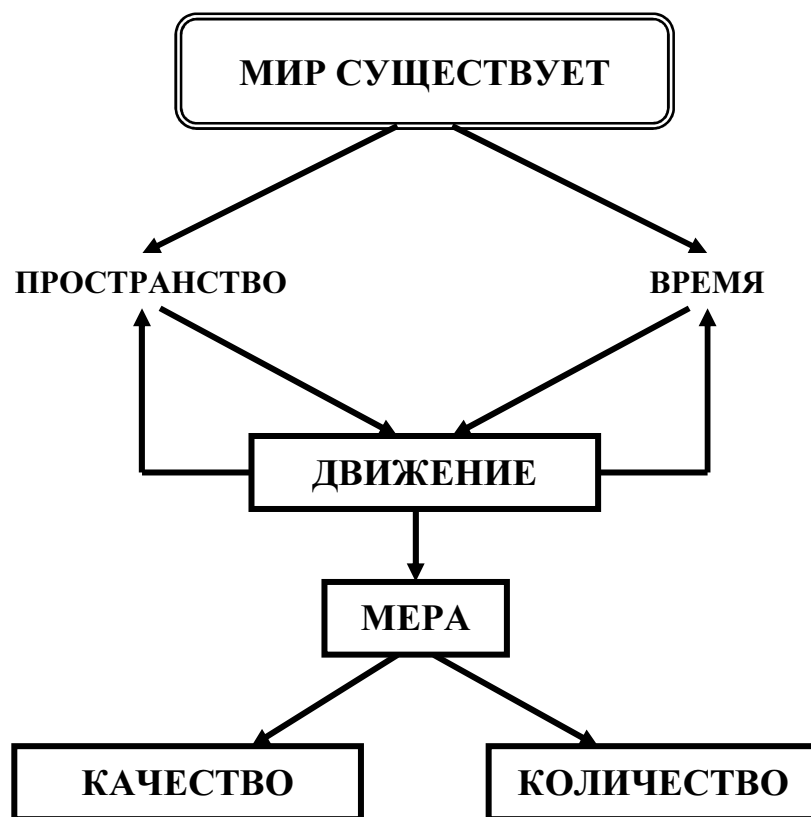 МИР СУЩЕСТВУЕТ
ПРОСТРАНСТВО
ВРЕМЯ
ДВИЖЕНИЕ
МЕРА
КАЧЕСТВО
КОЛИЧЕСТВО